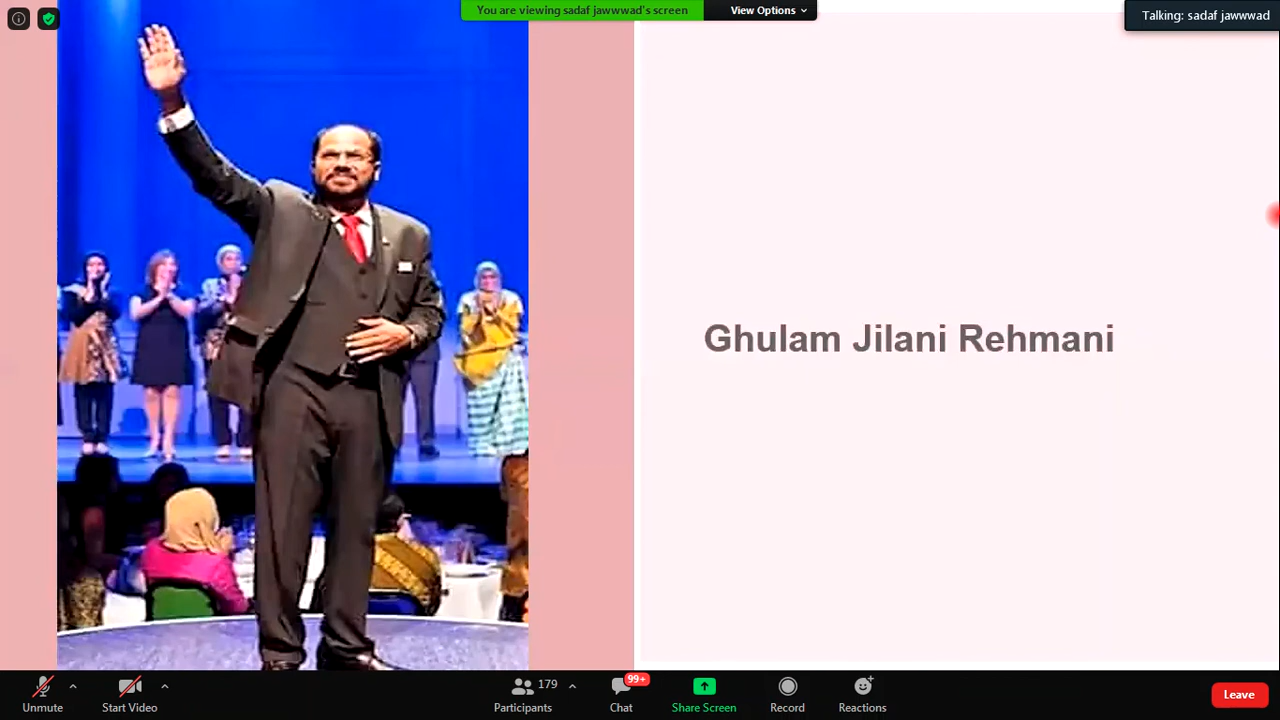 You are viewing sadaf jawwwad's screen
View Options
Talking: sadaf jawwwad
Ghulam Jilani Rehmani
Unmute
Start Video
179
Participants
99+
Chat
Share Screen
Record
Reactions
Leave